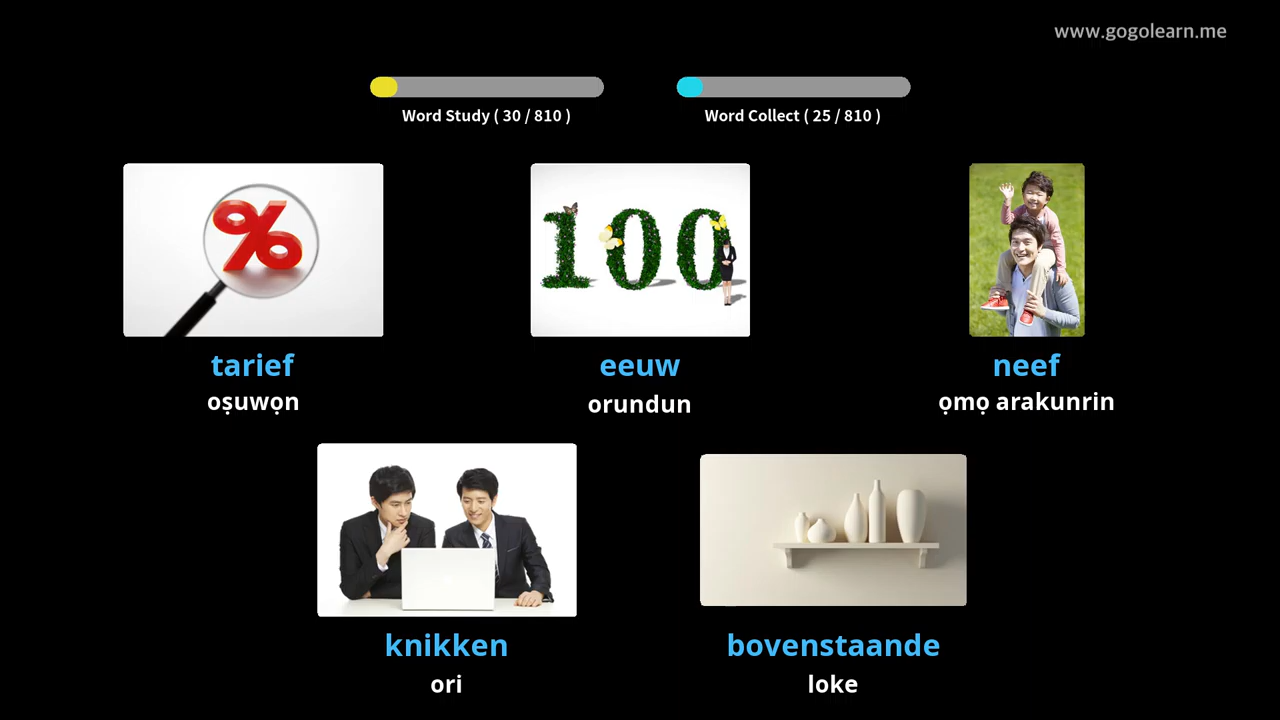 www.gogolearn.me
Word Study ( 30 / 810 )
Word Collect ( 25 / 810 )
%
100
tarief
eeuw
neef
oṣuwọn
orundun
ọmọ arakunrin
knikken
bovenstaande
ori
loke